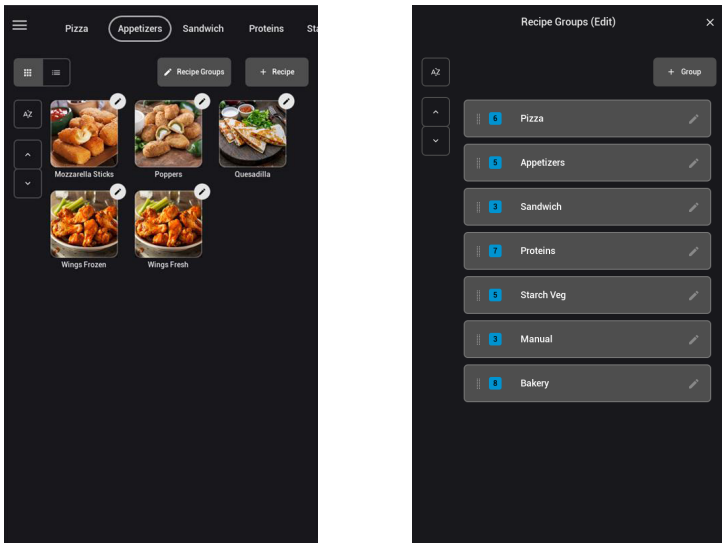 Pizza Appetizers Sandwich Proteins Sta
Recipe Groups + Recipe
AZ
Mozzarella Sticks Poppers Quesadilla
Wings Frozen Wings Fresh
Recipe Groups (Edit) ×
AZ + Group
6 Pizza
5 Appetizers
3 Sandwich
7 Proteins
5 Starch Veg
3 Manual
8 Bakery